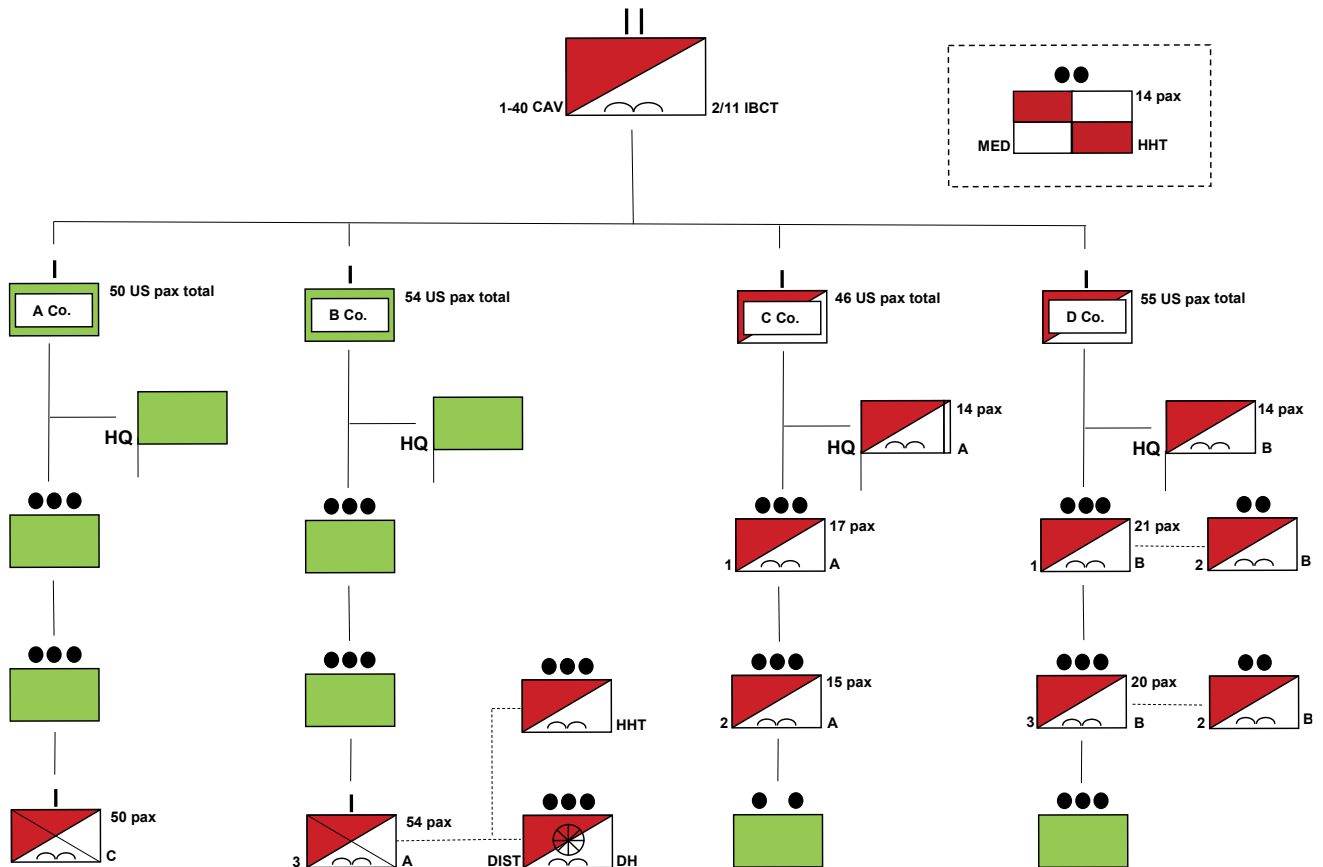 1-40 CAV
2/11 IBCT
14 pax
MED
HHT
A Co.
50 US pax total
B Co.
54 US pax total
C Co.
46 US pax total
D Co.
55 US pax total
HQ
HQ
14 pax
HQ
A
14 pax
HQ
B
17 pax
1
A
21 pax
1
B
2
B
HHT
15 pax
2
A
20 pax
3
B
2
B
50 pax
C
54 pax
3
A
DIST
DH